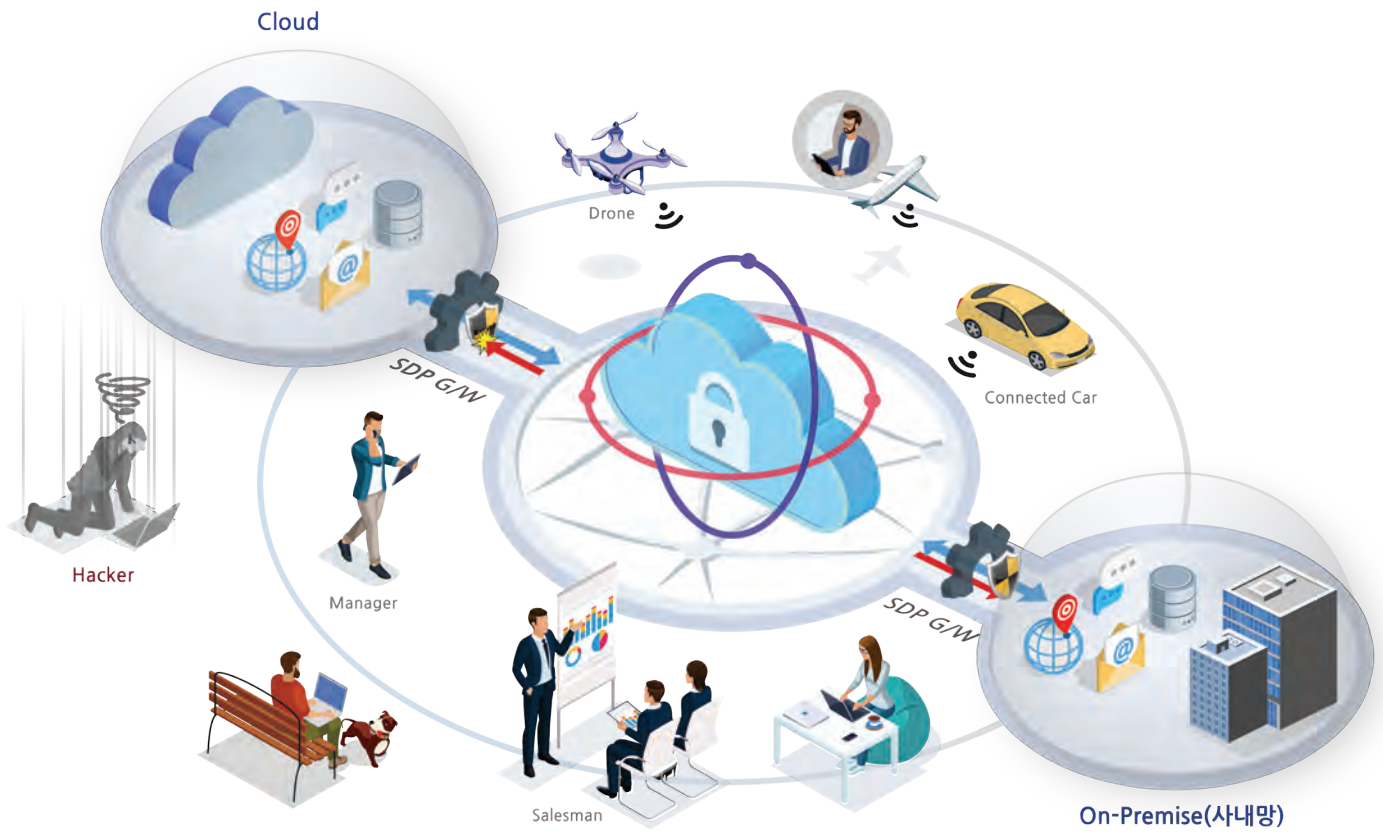 Cloud
Drone
Connected Car
SDP G/W
Hacker
Manager
SDP G/W
Salesman
On-Premise(사내망)